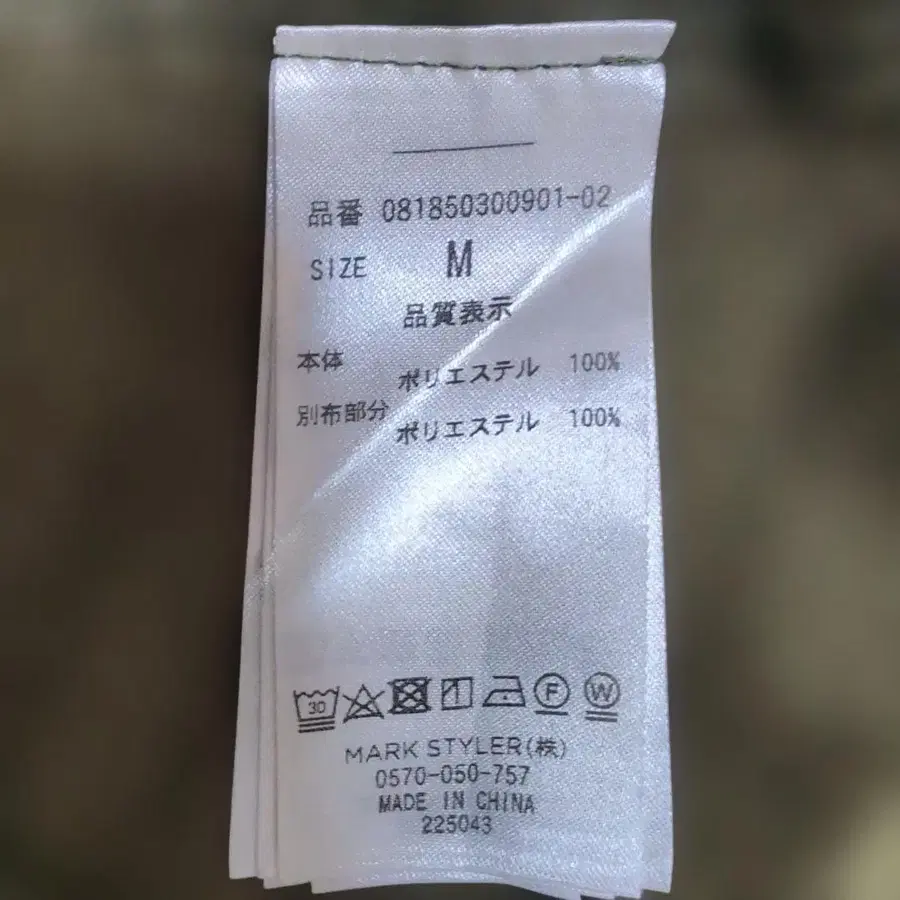 品番 081850300901-02
SIZE M
品質表示
本体 ポリエステル 100%
別布部分 ポリエステル 100%
30 F W
MARK STYLER(株)
0570-050-757
MADE IN CHINA
225043